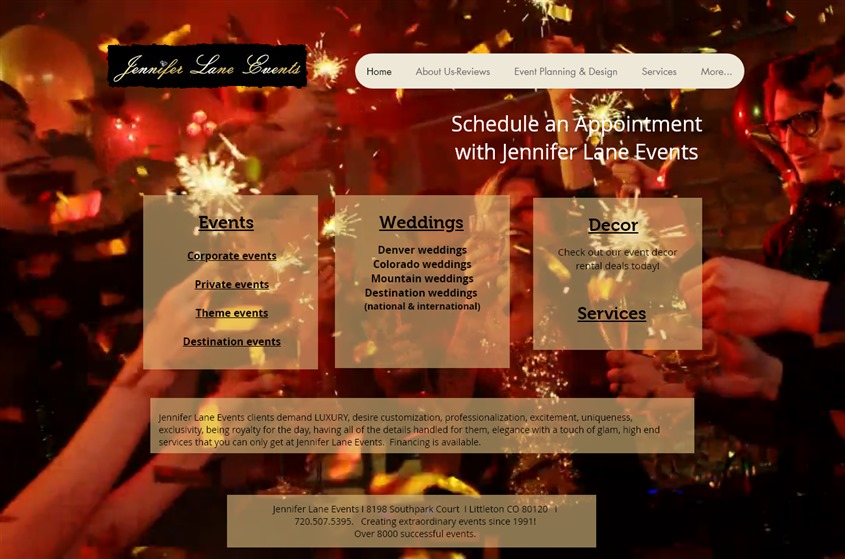 Jennifer Lane Events
Home About Us-Reviews Event Planning & Design Services More...
Schedule an Appointment
with Jennifer Lane Events
Events
Corporate events
Private events
Theme events
Destination events
Weddings
Denver weddings
Colorado weddings
Mountain weddings
Destination weddings
(national & international)
Decor
Check out our event decor
rental deals today!
Services
Jennifer Lane Events clients demand LUXURY, desire customization, professionalization, excitement, uniqueness,
exclusivity, being royalty for the day, having all of the details handled for them, elegance with a touch of glam, high end
services that you can only get at Jennifer Lane Events. Financing is available.
Jennifer Lane Events I 8198 Southpark Court I Littleton CO 80120 I
720.507.5395. Creating extraordinary events since 1991!
Over 8000 successful events.